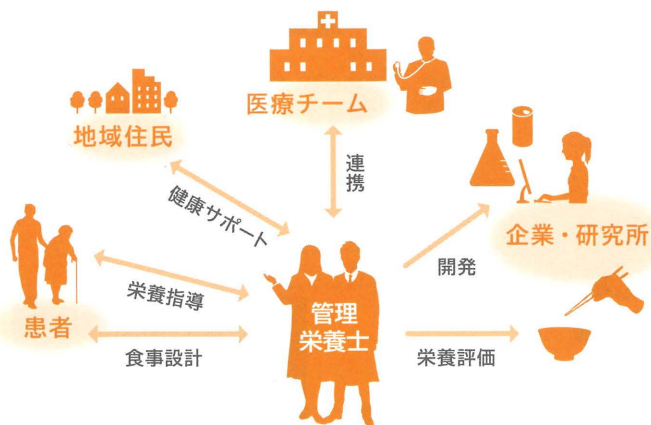 医療チーム
地域住民
連携
健康サポート
企業・研究所
開発
栄養指導
患者
管理
栄養士
食事設計
栄養評価